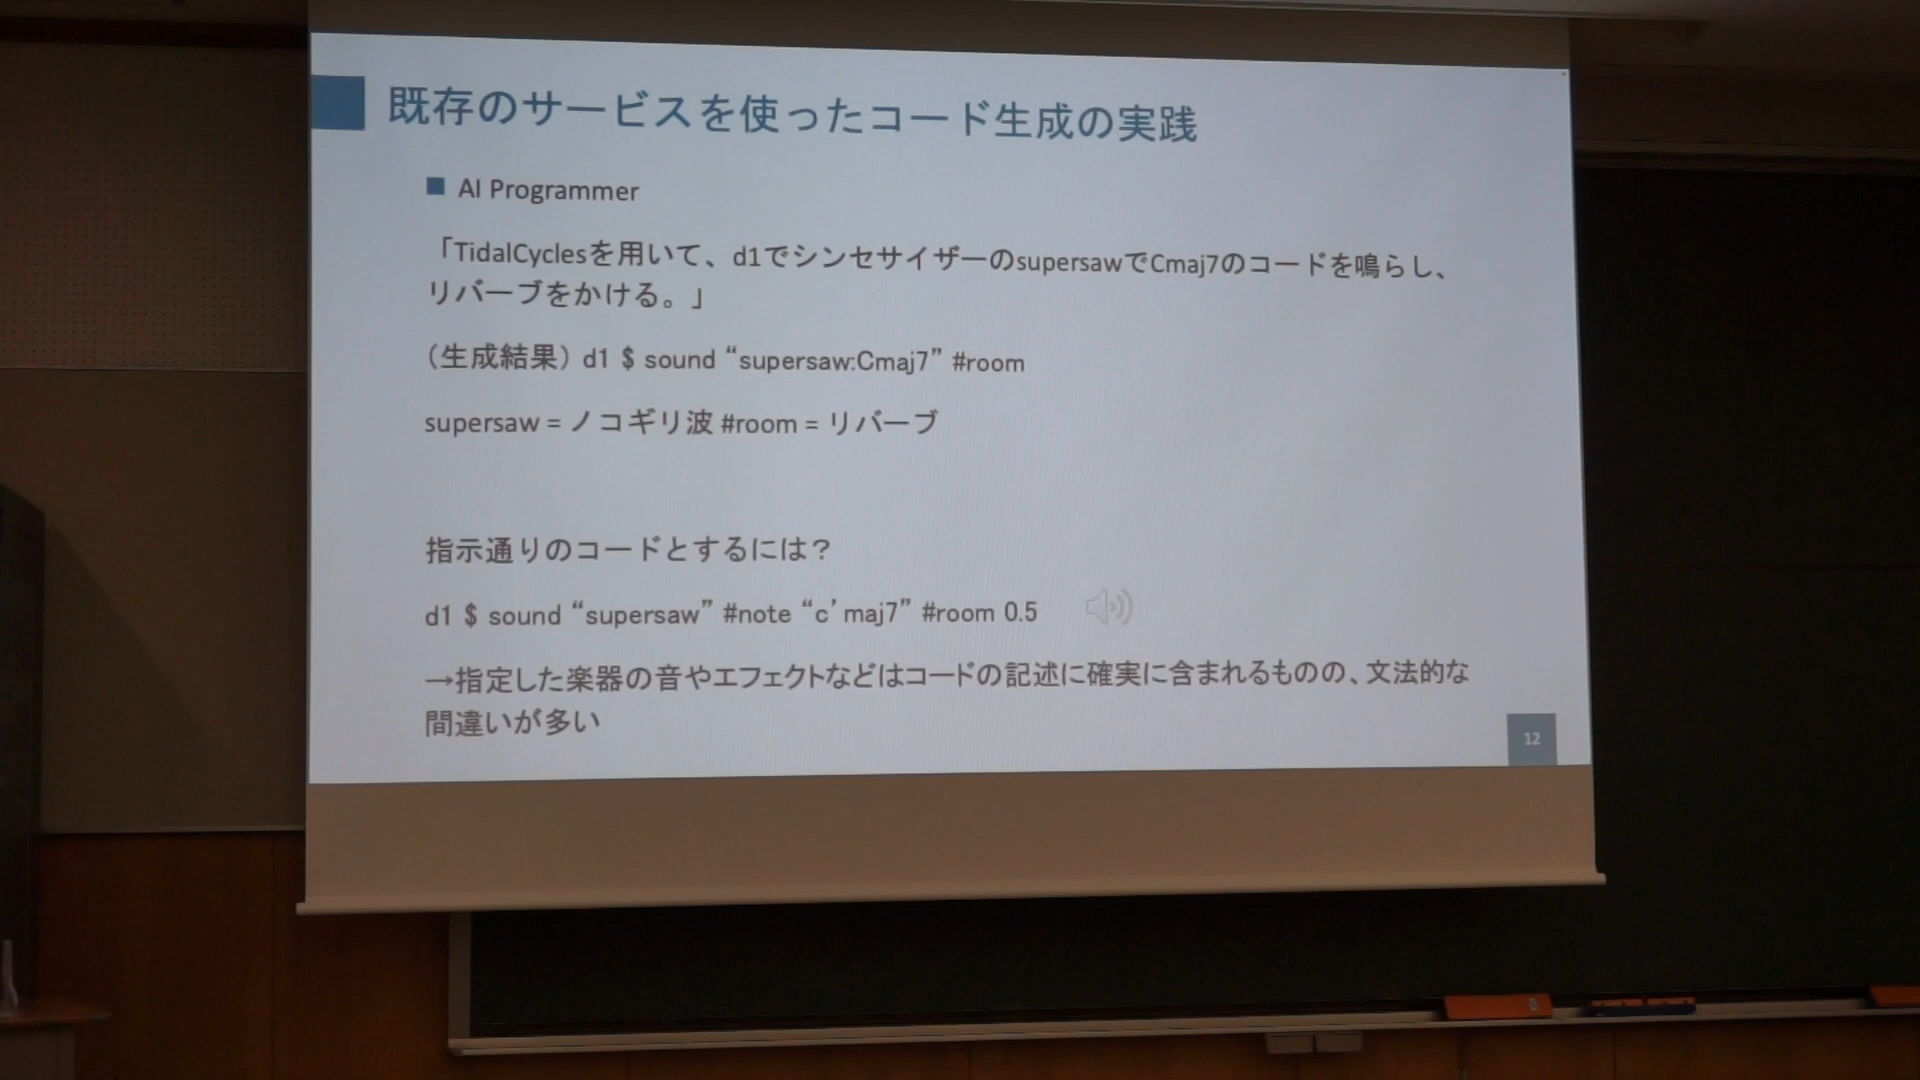 既存のサービスを使ったコード生成の実践
■ AI Programmer
「TidalCyclesを用いて、d1でシンセサイザーのsupersawでCmaj7のコードを鳴らし、
リバーブをかける。」
（生成結果）d1 $ sound “supersaw:Cmaj7” #room
supersaw = ノコギリ波 #room = リバーブ
指示通りのコードとするには？
d1 $ sound “supersaw” #note “c’maj7” #room 0.5
→指定した楽器の音やエフェクトなどはコードの記述に確実に含まれるものの、文法的な
間違いが多い
12